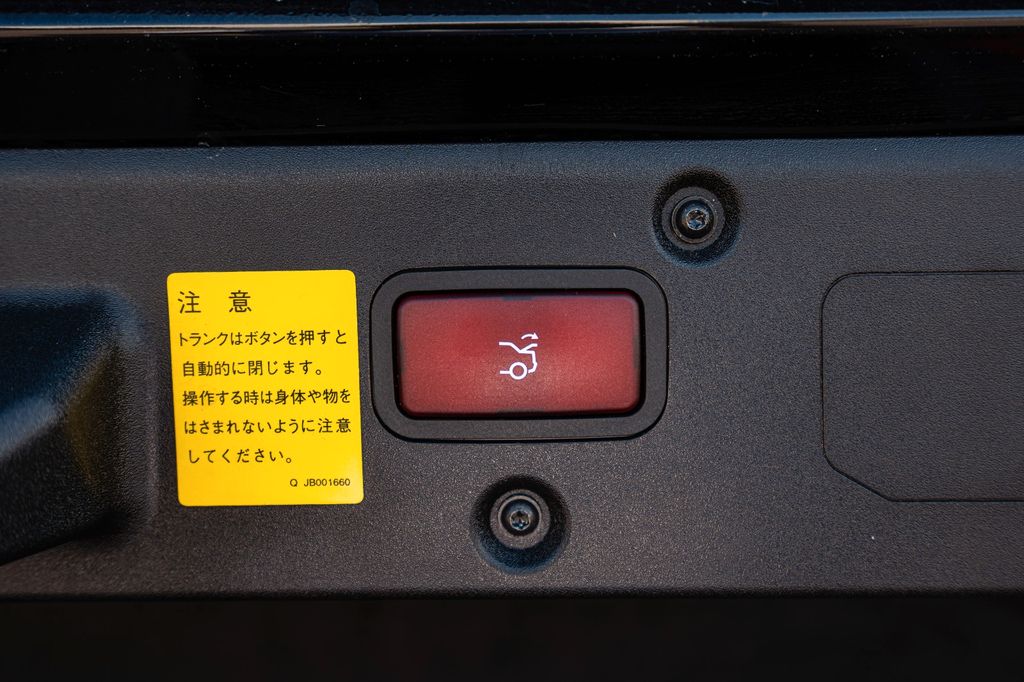 注 意
トランクはボタンを押すと
自動的に閉じます。
操作する時は身体や物を
はさまれないように注意
してください。
Q JB001660